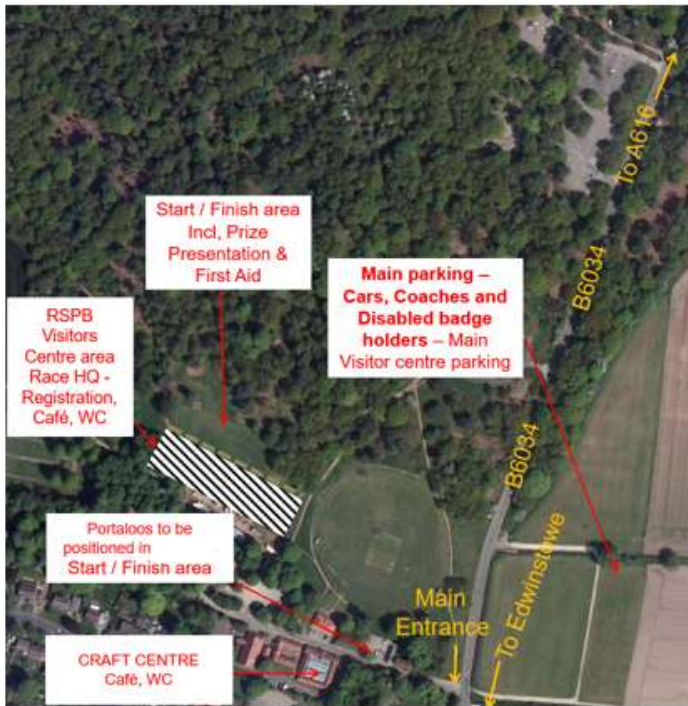 To A616
Start / Finish area
Incl, Prize
Presentation &
First Aid
B6034
Main parking –
Cars, Coaches and
Disabled badge
holders – Main
Visitor centre parking
RSPB
Visitors
Centre area
Race HQ -
Registration,
Café, WC
B6034
Portaloos to be
positioned in
Start / Finish area
To Edwinstowe
Main
Entrance
CRAFT CENTRE
Café, WC